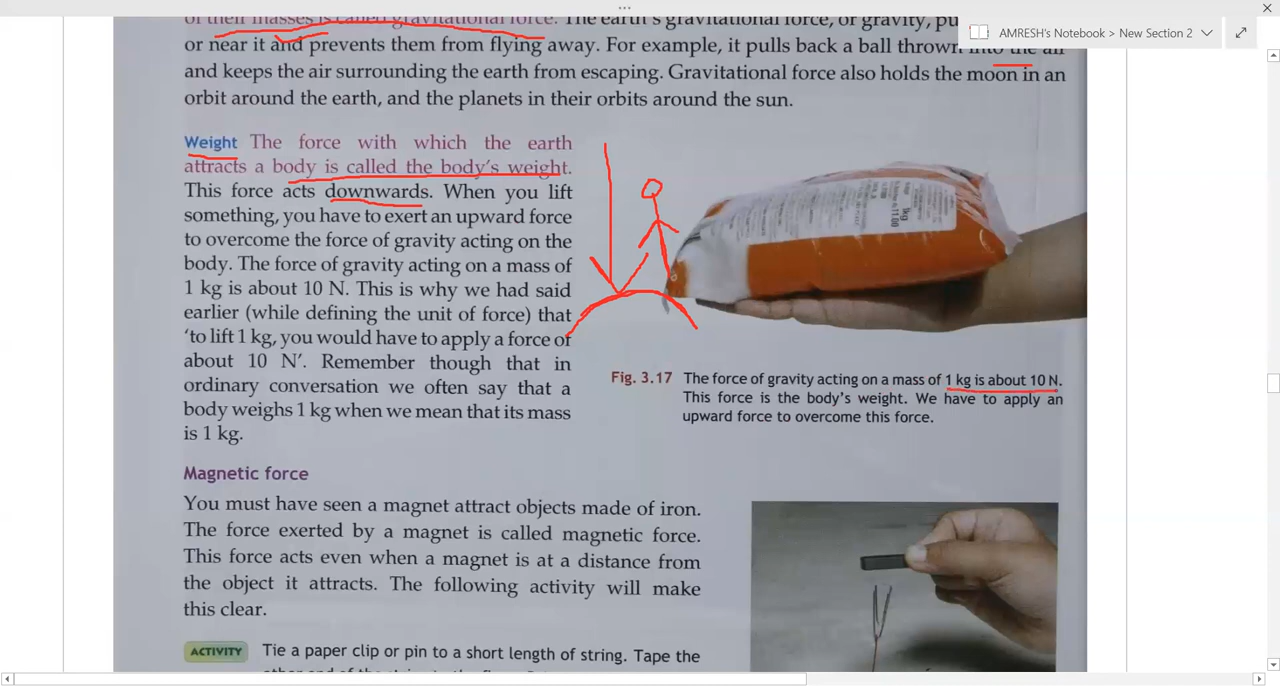 of their masses is called gravitational force. The earth's gravitational force, or gravity, pu
AMRESH's Notebook > New Section 2
or near it and prevents them from flying away. For example, it pulls back a ball thrown into the air
and keeps the air surrounding the earth from escaping. Gravitational force also holds the moon in an
orbit around the earth, and the planets in their orbits around the sun.
Weight The force with which the earth
attracts a body is called the body's weight.
This force acts downwards. When you lift
something, you have to exert an upward force
to overcome the force of gravity acting on the
body. The force of gravity acting on a mass of
1 kg is about 10 N. This is why we had said
earlier (while defining the unit of force) that
'to lift 1 kg, you would have to apply a force of
about 10 N'. Remember though that in
ordinary conversation we often say that a
body weighs 1 kg when we mean that its mass
is 1 kg.
1kg
11.00
Fig. 3.17 The force of gravity acting on a mass of 1 kg is about 10 N.
This force is the body's weight. We have to apply an
upward force to overcome this force.
Magnetic force
You must have seen a magnet attract objects made of iron.
The force exerted by a magnet is called magnetic force.
This force acts even when a magnet is at a distance from
the object it attracts. The following activity will make
this clear.
ACTIVITY Tie a paper clip or pin to a short length of string. Tape the